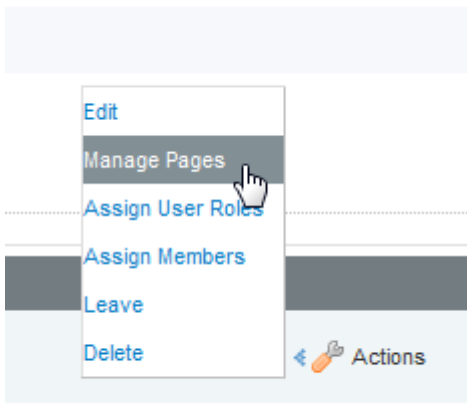 Edit
Manage Pages
Assign User Roles
Assign Members
Leave
Delete
Actions